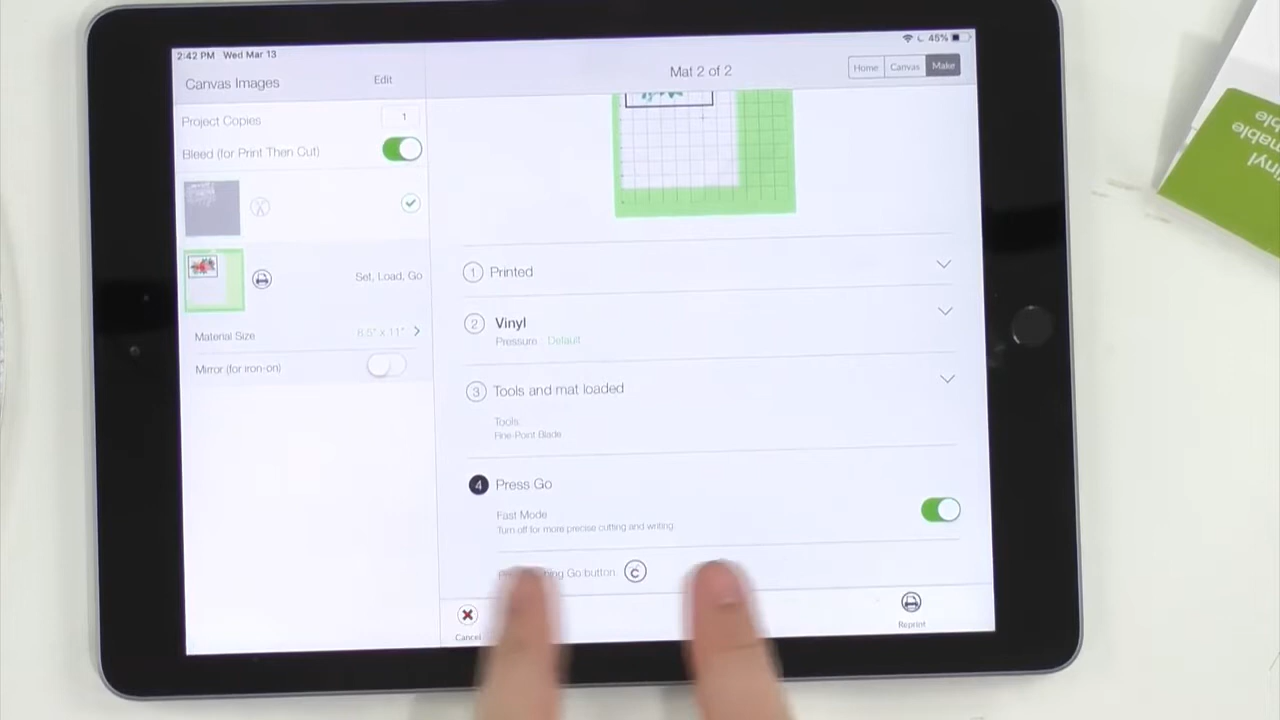 2:42 PM Wed Mar 13
45%
Canvas Images
Edit
Mat 2 of 2
Home
Canvas
Make
Project Copies
1
Bleed (for Print Then Cut)
Set, Load, Go
Material Size
8.5" x 11"
Mirror (for iron-on)
1 Printed
2 Vinyl
Pressure: Default
3 Tools and mat loaded
Tools:
Fine-Point Blade
4 Press Go
Fast Mode
Turn off for more precise cutting and writing.
Go button.
C
Cancel
Reprint
Vinyl